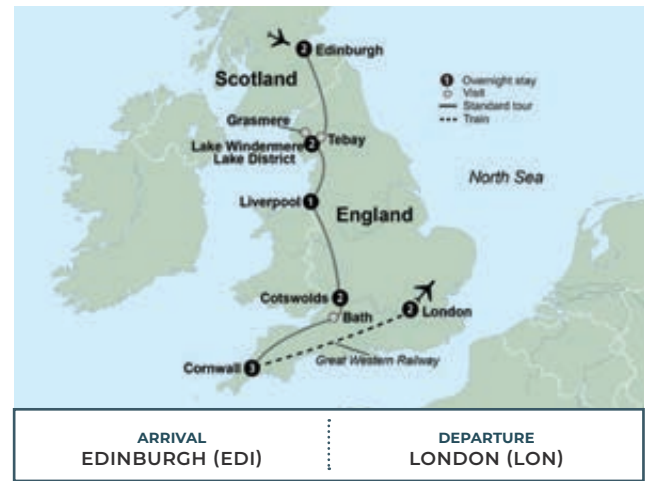 2 Edinburgh
Scotland
1 Overnight stay
Visit
Standard tour
Train
Grasmere
Tebay
Lake Windermere 2
Lake District
North Sea
Liverpool 1
England
Cotswolds 2
Bath
2 London
Great Western Railway
Cornwall 3
ARRIVAL
EDINBURGH (EDI)
DEPARTURE
LONDON (LON)